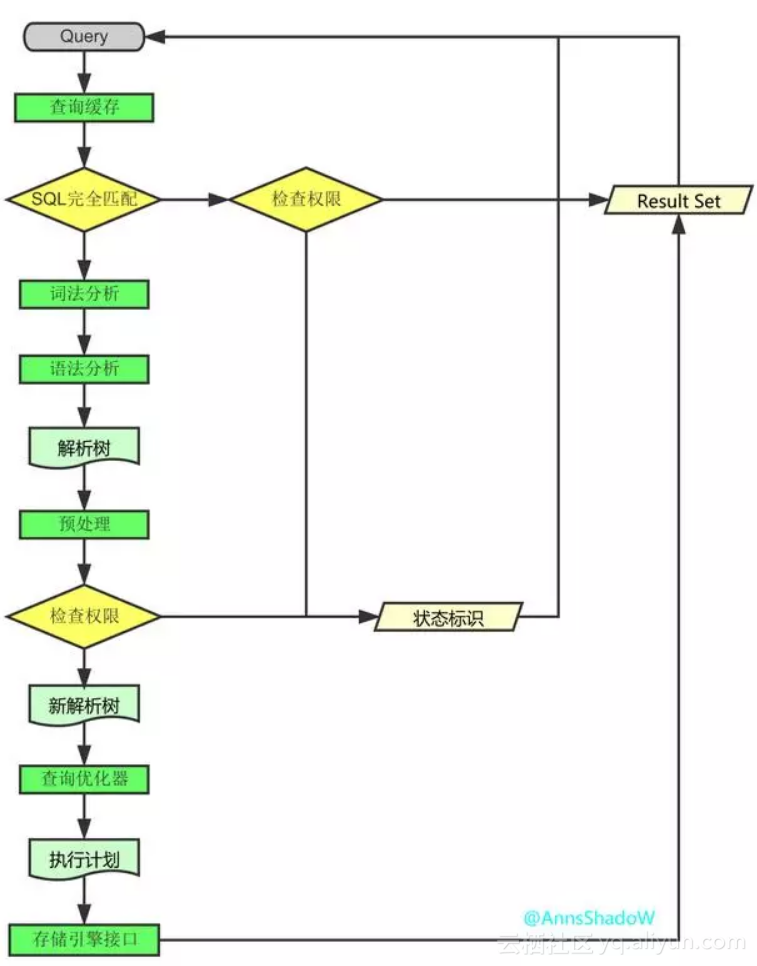 Query
查询缓存
SQL完全匹配
检查权限
Result Set
词法分析
语法分析
解析树
预处理
检查权限
状态标识
新解析树
查询优化器
执行计划
@AnnsShadoW
存储引擎接口
云栖社区 yq.aliyun.com